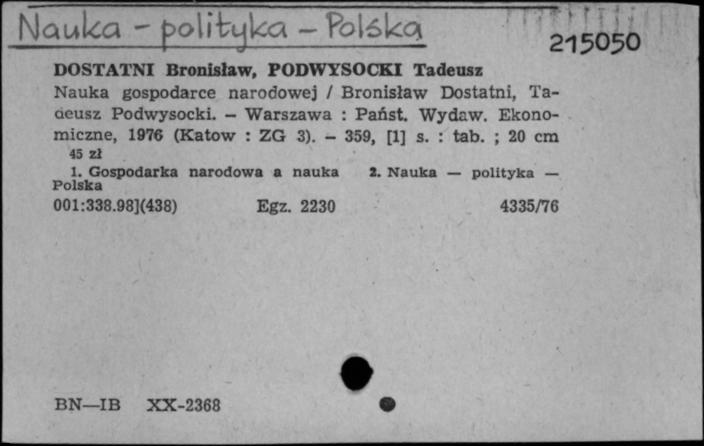 Nauka - polityka - Polska
215050
DOSTATNI Bronisław, PODWYSOCKI Tadeusz
Nauka gospodarce narodowej / Bronisław Dostatni, Ta-
deusz Podwysocki. — Warszawa : Państ. Wydaw. Ekono-
miczne, 1976 (Katow : ZG 3). — 359, [1] s. : tab. ; 20 cm
45 zł
1. Gospodarka narodowa a nauka 2. Nauka — polityka —
Polska
001:338.98](438) Egz. 2230 4335/76
BN—IB XX-2368